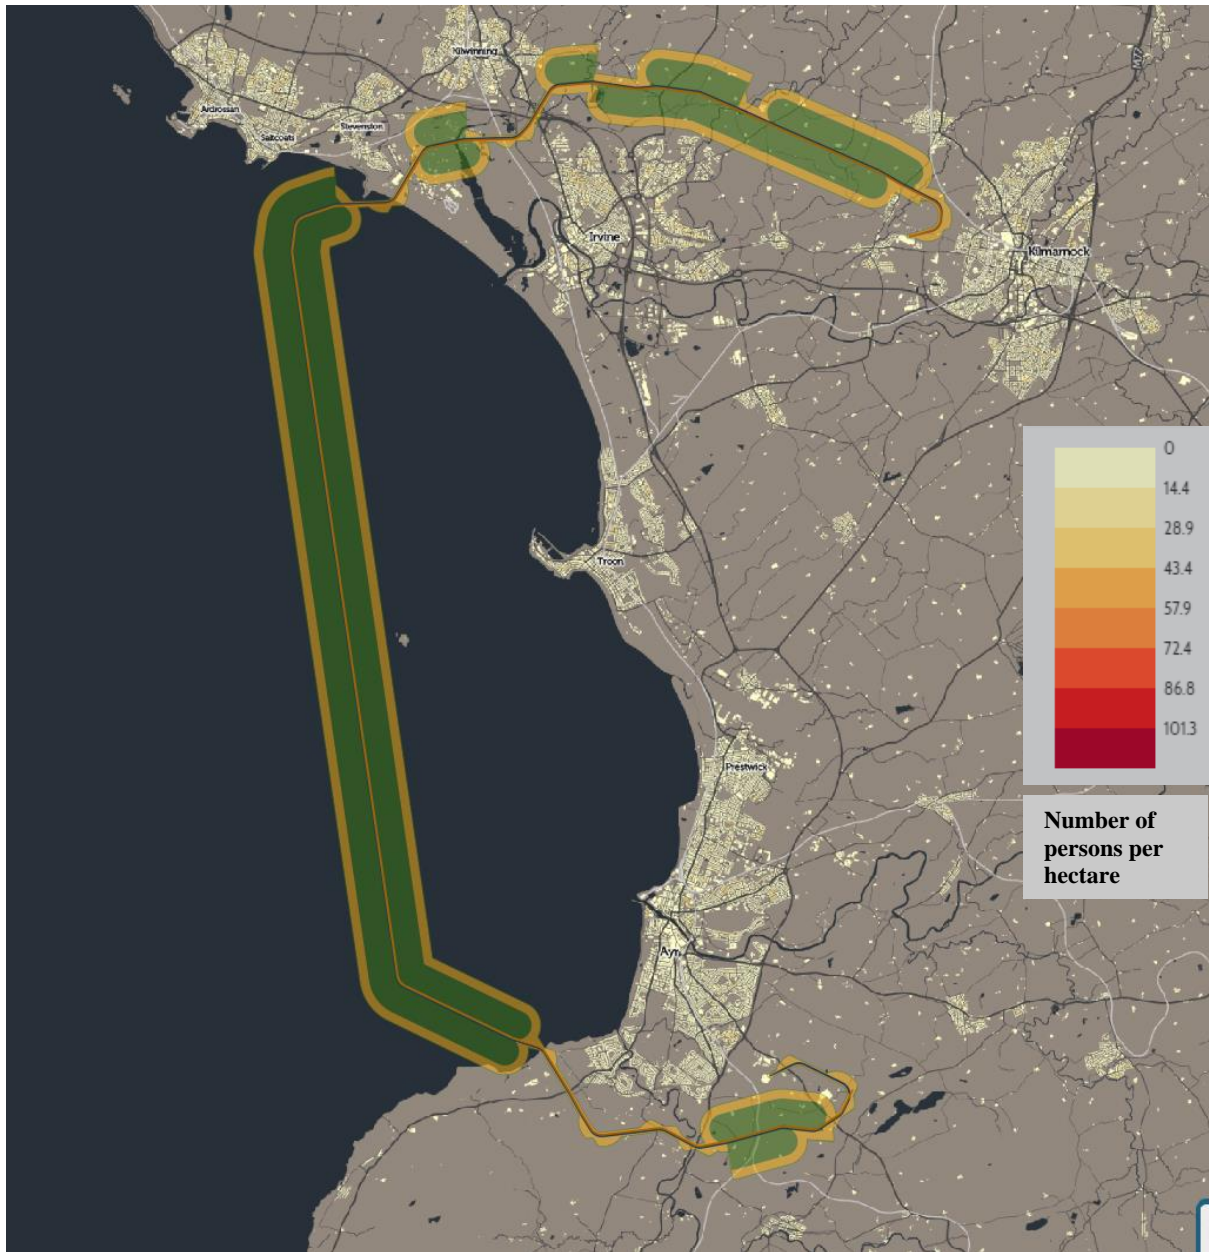 Kilwinning
M77
Ardrossan
Saltcoats
Stevenston
Irvine
Kilmarnock
0
14.4
28.9
43.4
57.9
72.4
86.8
101.3
Troon
Prestwick
Number of
persons per
hectare
Ayr